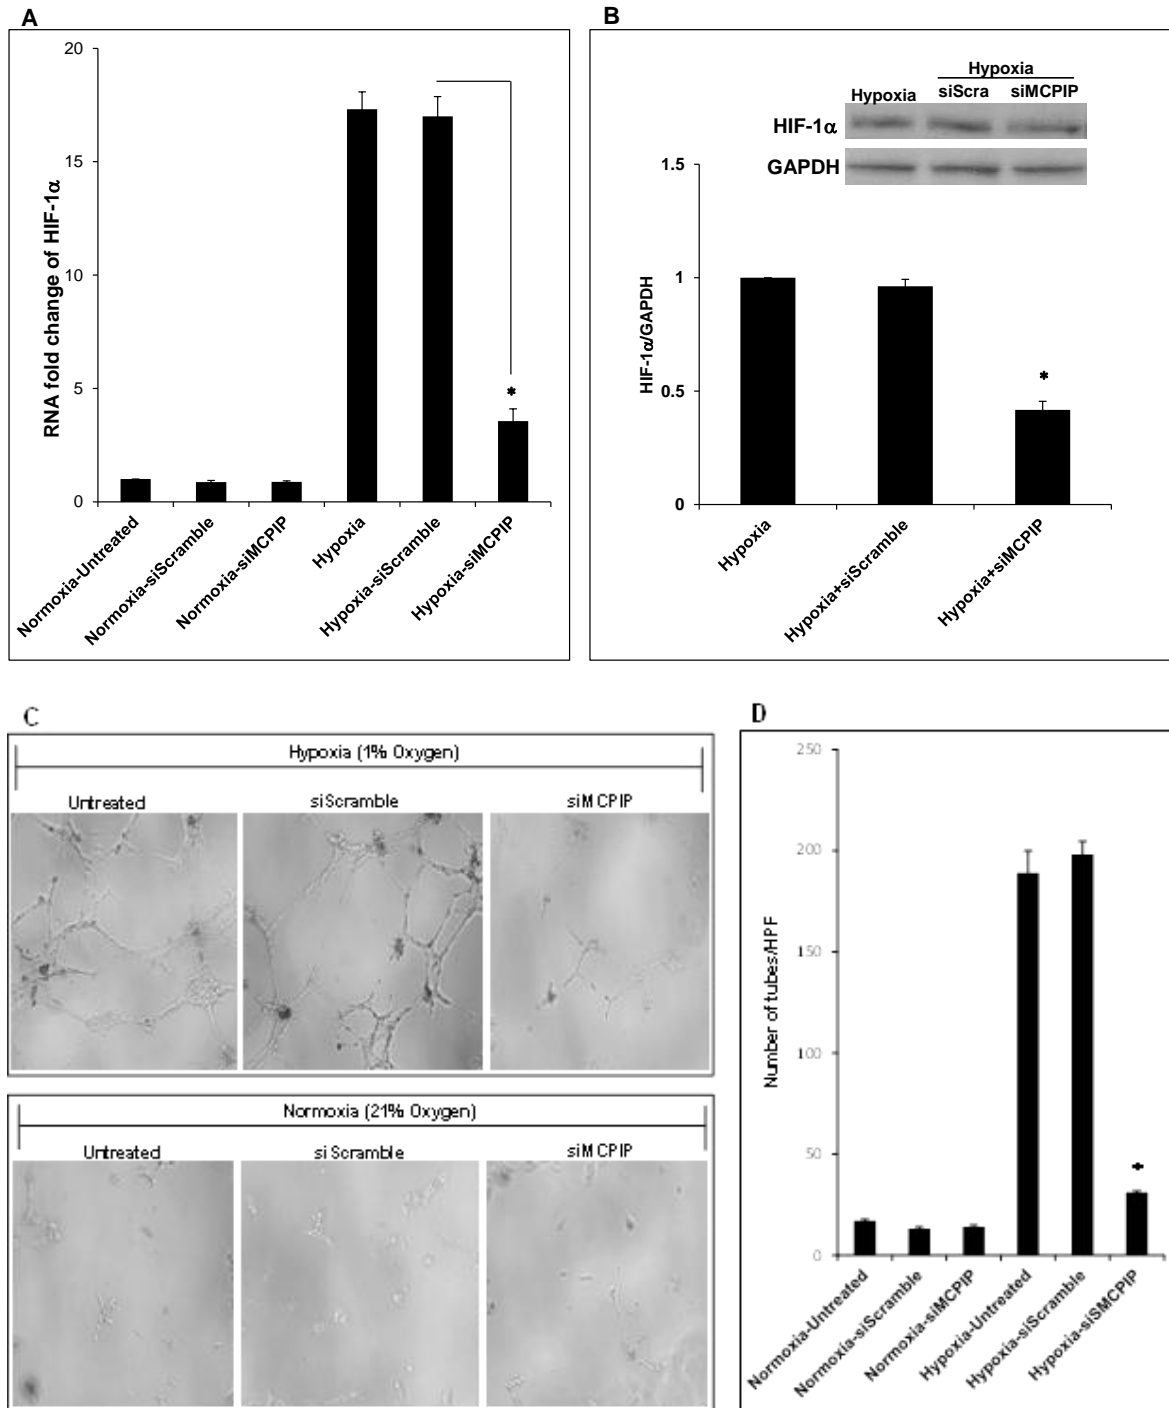 A
20
15
10
5
0
RNA fold change of HIF-1α
*
Normoxia-Untreated
Normoxia-siScramble
Normoxia-siMCPIP
Hypoxia
Hypoxia-siScramble
Hypoxia-siMCPIP
B
Hypoxia
Hypoxia siScra siMCPIP
HIF-1α
GAPDH
1.5
1
0.5
0
HIF-1α/GAPDH
*
Hypoxia
Hypoxia+siScramble
Hypoxia+siMCPIP
C
Hypoxia (1% Oxygen)
Untreated siScramble siMCPIP
Normoxia (21% Oxygen)
Untreated siScramble siMCPIP
D
250
200
150
100
50
0
Number of tubes/HPF
*
Normoxia-Untreated
Normoxia-siScramble
Normoxia-siMCPIP
Hypoxia-Untreated
Hypoxia-siScramble
Hypoxia-siSMCPIP